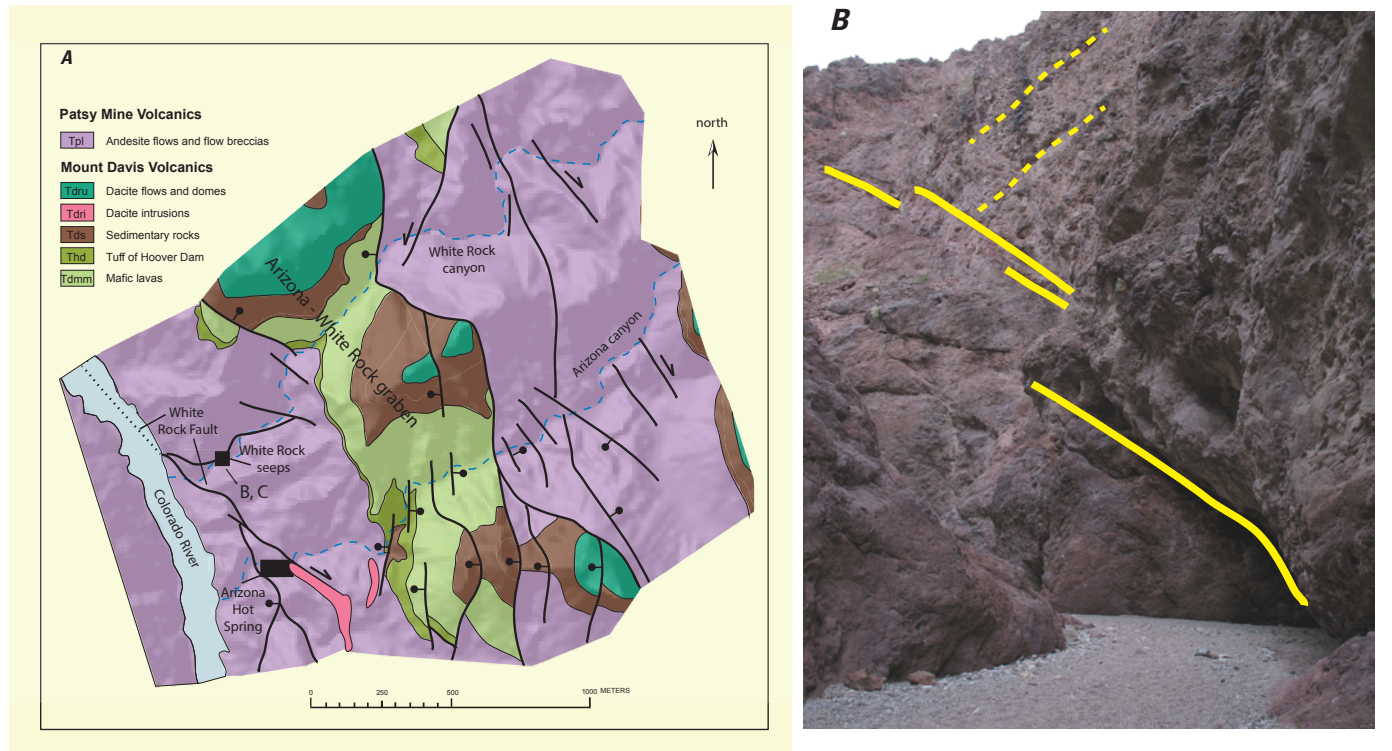 A
Patsy Mine Volcanics
Tpl Andesite flows and flow breccias
Mount Davis Volcanics
Tdru Dacite flows and domes
Tdri Dacite intrusions
Tds Sedimentary rocks
Thd Tuff of Hoover Dam
Tdmm Mafic lavas
north
White Rock
canyon
Arizona - White Rock graben
Arizona canyon
White
Rock Fault
White Rock
seeps
B, C
Colorado River
Arizona
Hot
Spring
0 250 500 1000 METERS
B